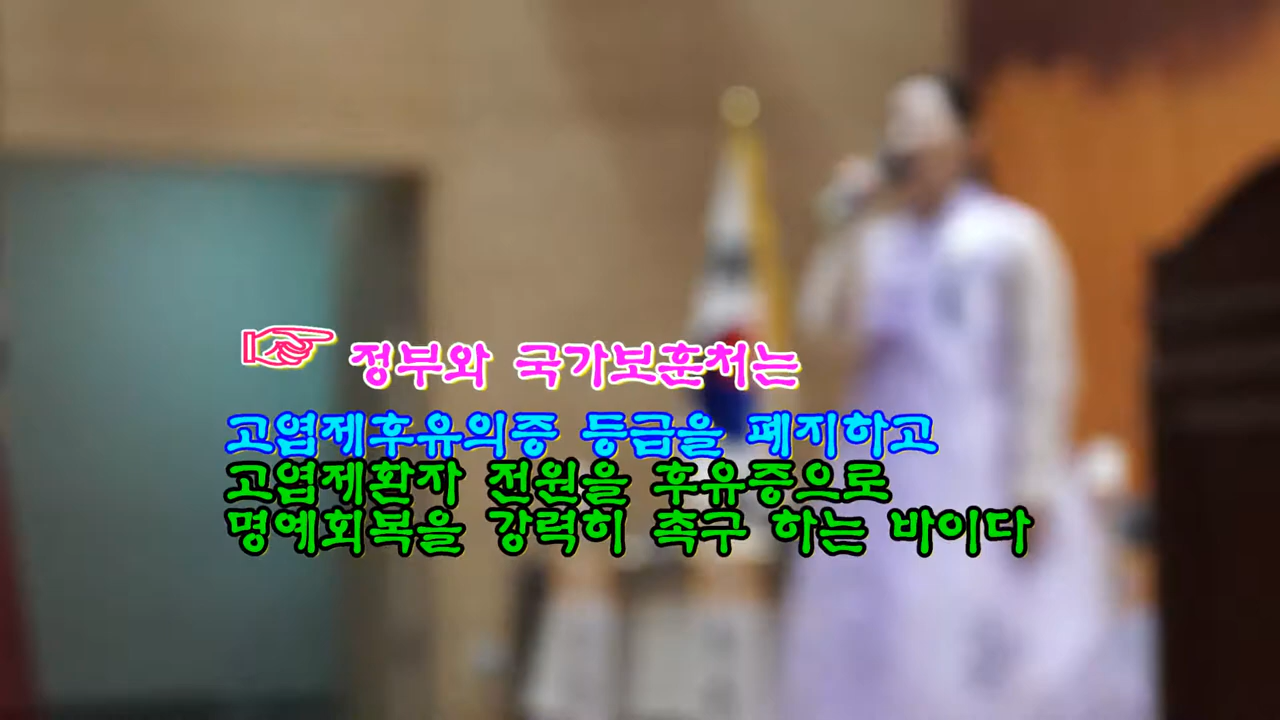 ☞ 정부와 국가보훈처는
고엽제후유의증 등급을 폐지하고
고엽제환자 전원을 후유증으로
명예회복을 강력히 촉구 하는 바이다